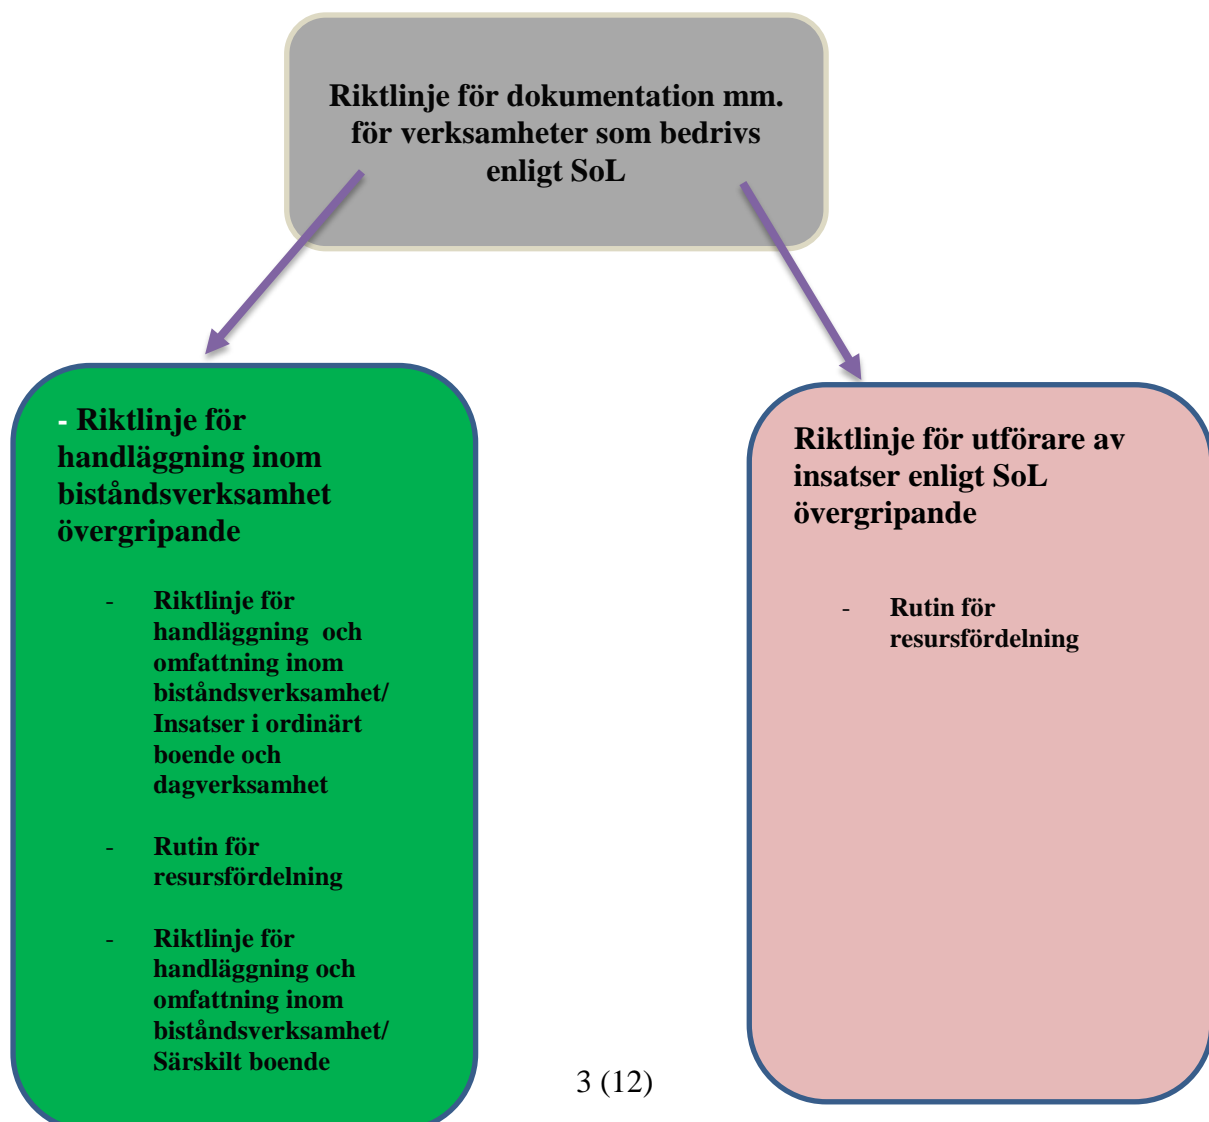 Riktlinje för dokumentation mm.
för verksamheter som bedrivs
enligt SoL
- Riktlinje för
handläggning inom
biståndsverksamhet
övergripande
- Riktlinje för
handläggning och
omfattning inom
biståndsverksamhet/
Insatser i ordinärt
boende och
dagverksamhet
- Rutin för
resursfördelning
- Riktlinje för
handläggning och
omfattning inom
biståndsverksamhet/
Särskilt boende
Riktlinje för utförare av
insatser enligt SoL
övergripande
- Rutin för
resursfördelning
3 (12)